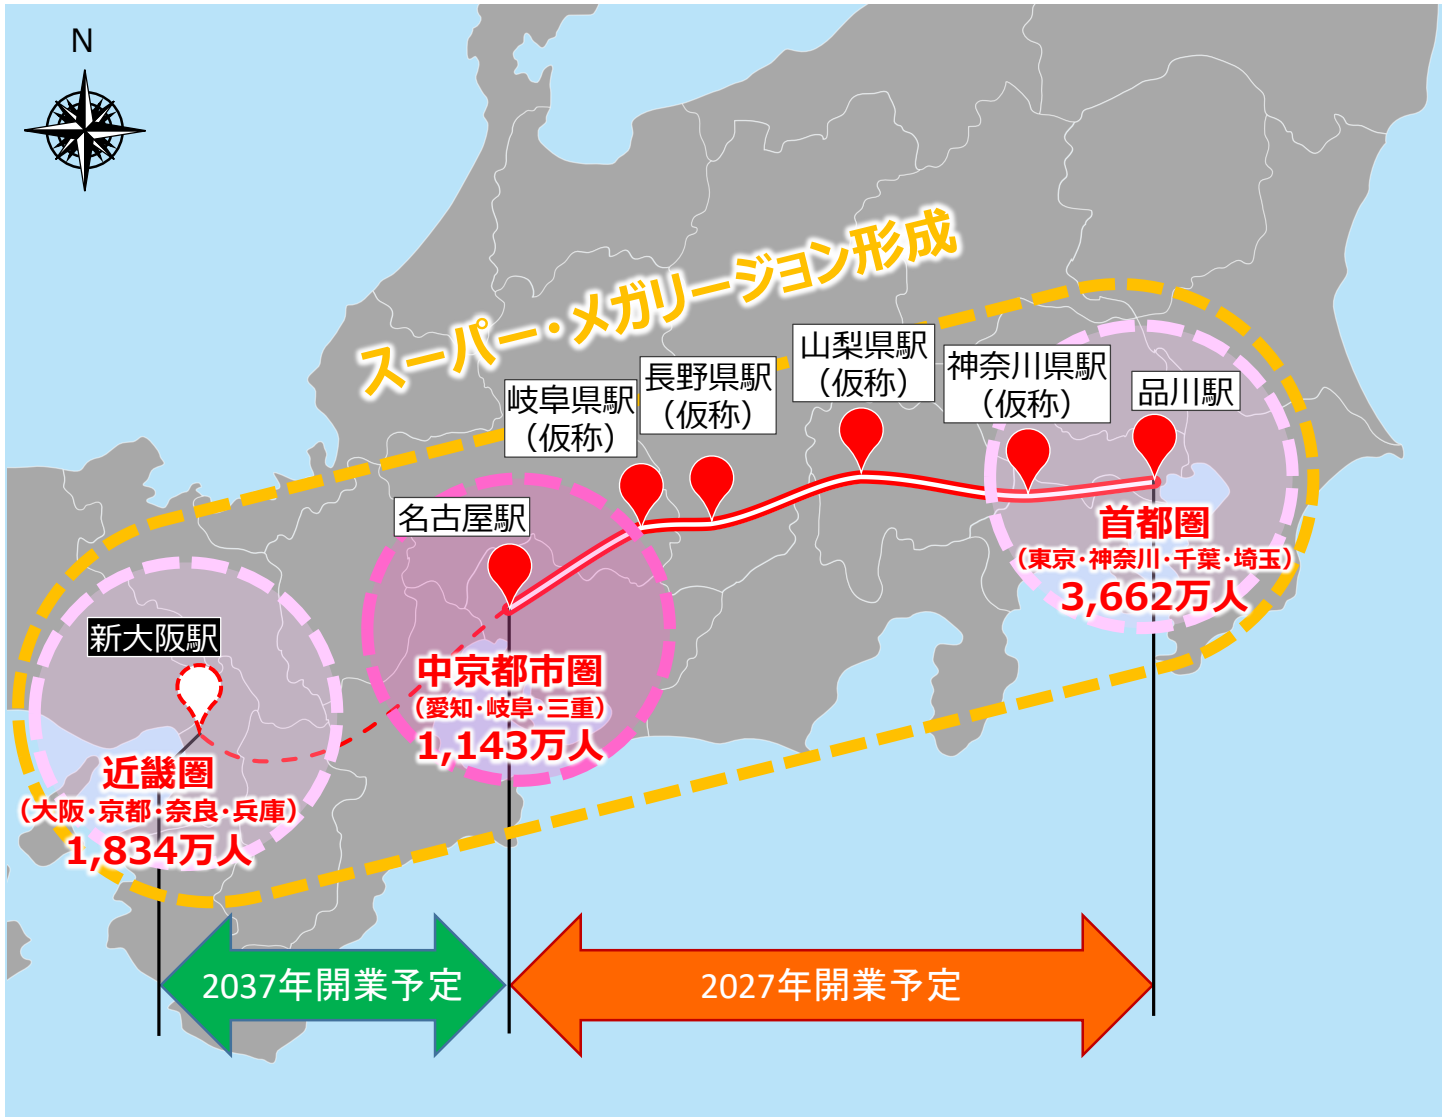 N
スーパー・メガリージョン形成
山梨県駅
（仮称）
神奈川県駅
（仮称）
長野県駅
（仮称）
岐阜県駅
（仮称）
品川駅
名古屋駅
首都圏
（東京・神奈川・千葉・埼玉）
3,662万人
新大阪駅
中京都市圏
（愛知・岐阜・三重）
1,143万人
近畿圏
（大阪・京都・奈良・兵庫）
1,834万人
2037年開業予定
2027年開業予定